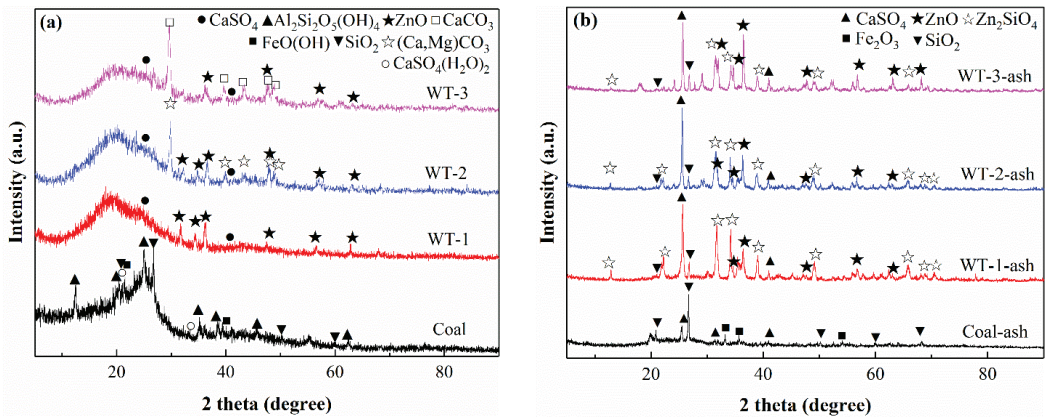 (a)
● CaSO₄ ▲ Al₂Si₂O₅(OH)₄ ★ ZnO □ CaCO₃
■ FeO(OH) ▼ SiO₂ ☆ (Ca,Mg)CO₃
○ CaSO₄(H₂O)₂
WT-3
WT-2
WT-1
Coal
Intensity (a.u.)
20 40 60 80
2 theta (degree)
(b)
▲ CaSO₄ ★ ZnO ☆ Zn₂SiO₄
■ Fe₂O₃ ▼ SiO₂
WT-3-ash
WT-2-ash
WT-1-ash
Coal-ash
Intensity (a.u.)
20 40 60 80
2 theta (degree)